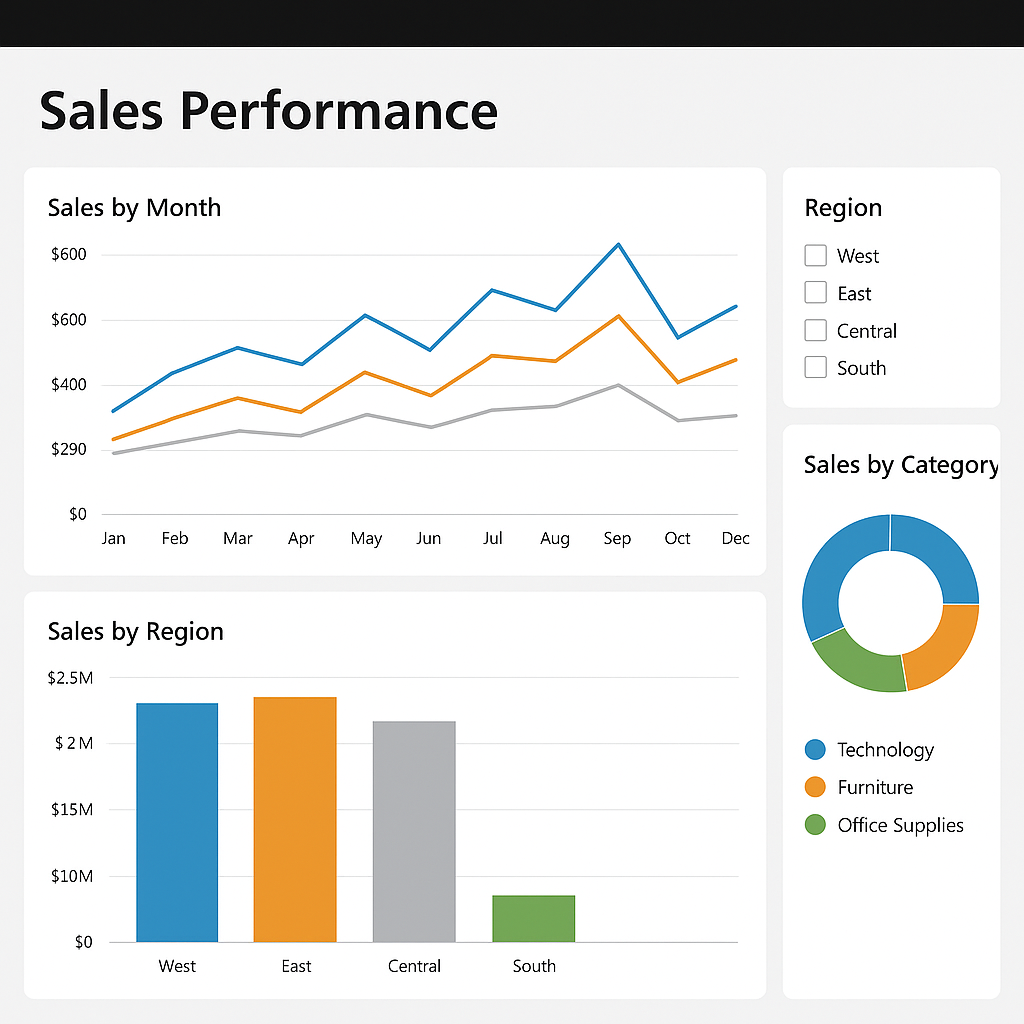 Sales Performance
Sales by Month
$600
$600
$400
$290
$0
Jan Feb Mar Apr May Jun Jul Aug Sep Oct Dec
Region
West
East
Central
South
Sales by Region
$2.5M
$ 2 M
$15M
$10M
$0
West East Central South
Sales by Category
Technology
Furniture
Office Supplies